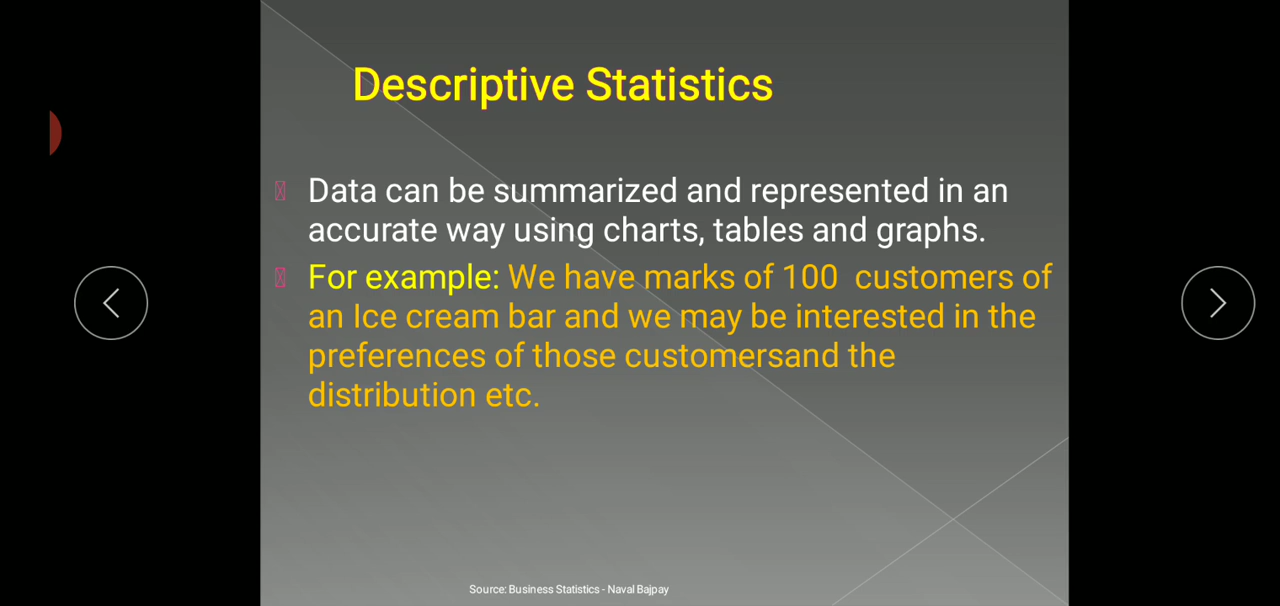 Descriptive Statistics
Data can be summarized and represented in an
accurate way using charts, tables and graphs.
For example: We have marks of 100  customers of
an Ice cream bar and we may be interested in the
preferences of those customersand the
distribution etc.
Source: Business Statistics - Naval Bajpay